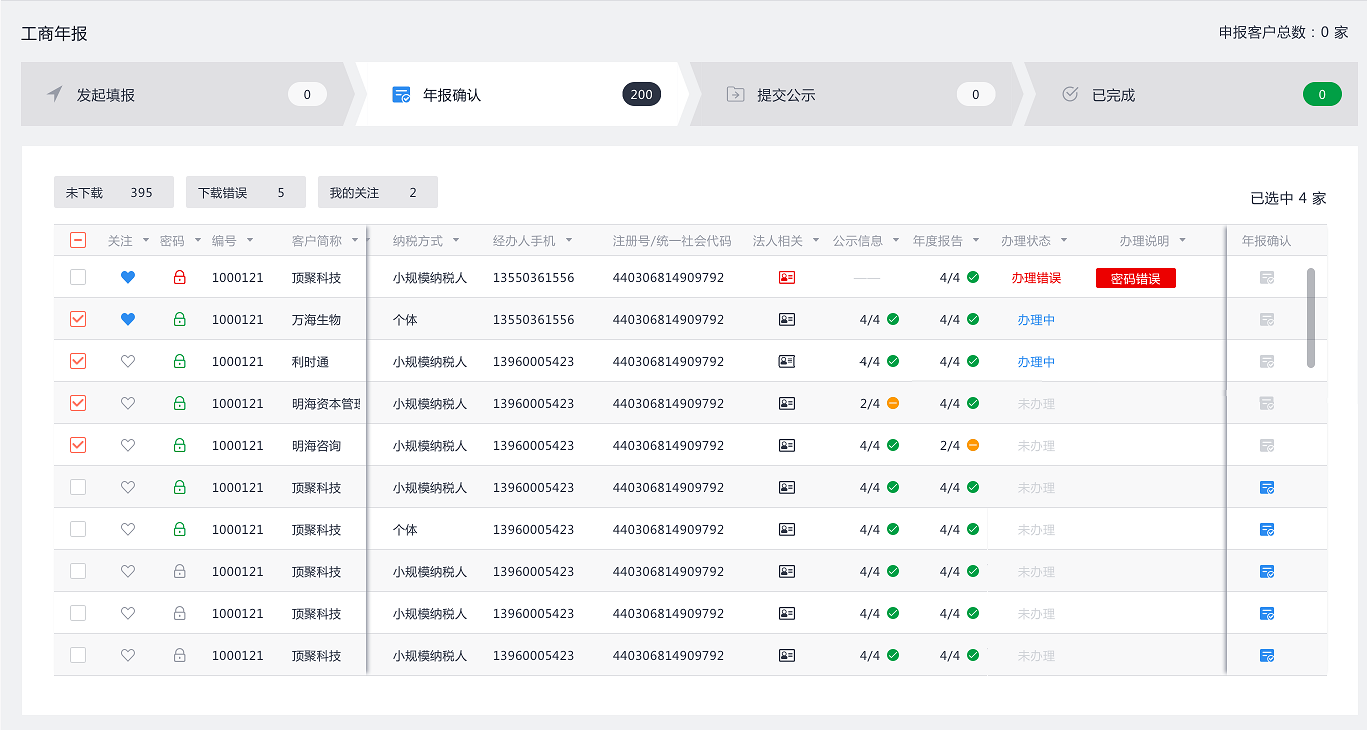 工商年报
申报客户总数：0 家
发起填报 0 年报确认 200 提交公示 0 已完成 0
未下载 395 下载错误 5 我的关注 2
已选中 4 家
关注 密码 编号 客户简称 纳税方式 经办人手机 注册号/统一社会代码 法人相关 公示信息 年度报告 办理状态 办理说明 年报确认
1000121 顶聚科技 小规模纳税人 13550361556 440306814909792 —— 4/4 办理错误 密码错误
1000121 万海生物 个体 13550361556 440306814909792 4/4 4/4 办理中
1000121 利时通 小规模纳税人 13960005423 440306814909792 4/4 4/4 办理中
1000121 明海资本管理 小规模纳税人 13960005423 440306814909792 2/4 4/4 未办理
1000121 明海咨询 小规模纳税人 13960005423 440306814909792 4/4 2/4 未办理
1000121 顶聚科技 小规模纳税人 13960005423 440306814909792 4/4 4/4 未办理
1000121 顶聚科技 个体 13960005423 440306814909792 4/4 4/4 未办理
1000121 顶聚科技 小规模纳税人 13960005423 440306814909792 4/4 4/4 未办理
1000121 顶聚科技 小规模纳税人 13960005423 440306814909792 4/4 4/4 未办理
1000121 顶聚科技 小规模纳税人 13960005423 440306814909792 4/4 4/4 未办理